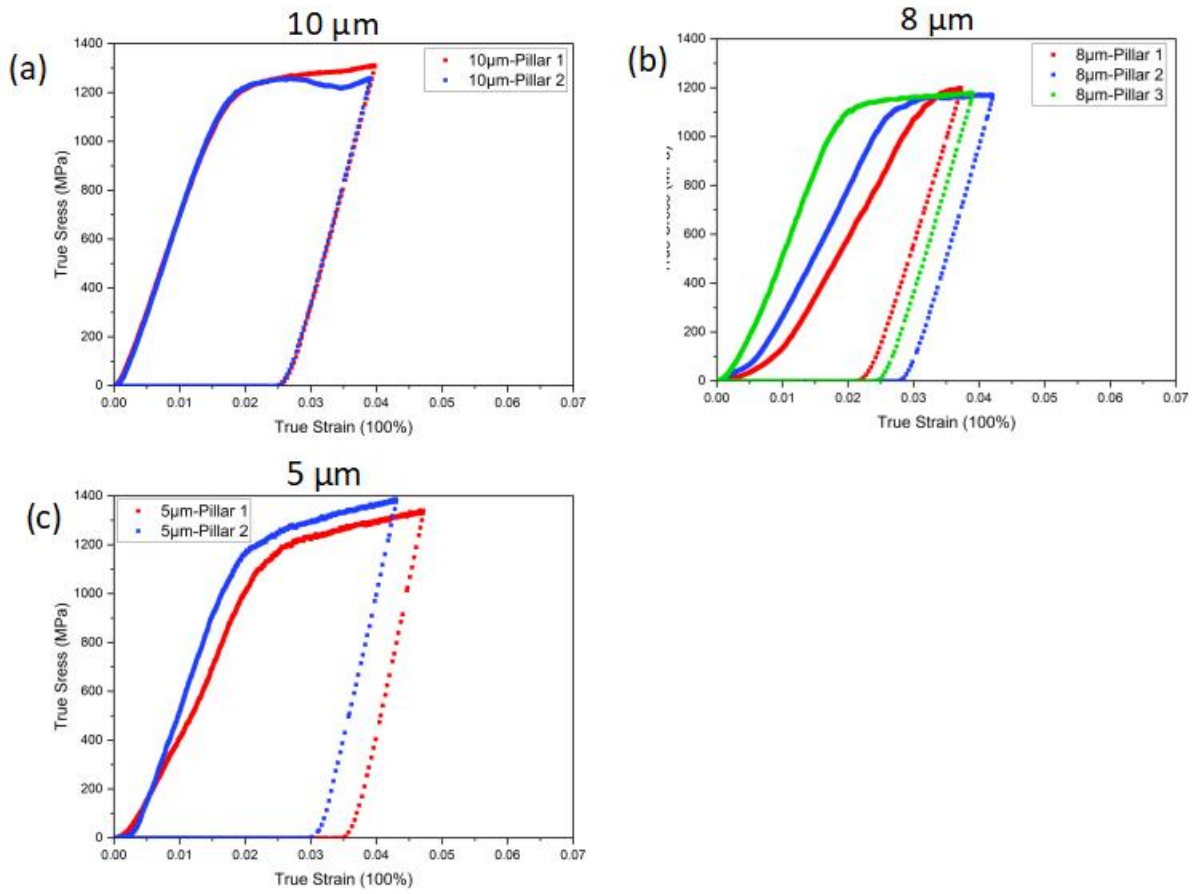 10 µm
(a)
10µm-Pillar 1
10µm-Pillar 2
1400
1200
1000
800
600
400
200
0
True Sress (MPa)
0.00 0.01 0.02 0.03 0.04 0.05 0.06 0.07
True Strain (100%)
8 µm
(b)
8µm-Pillar 1
8µm-Pillar 2
8µm-Pillar 3
1400
1200
1000
800
600
400
200
0
Sress
0.00 0.01 0.02 0.03 0.04 0.05 0.06 0.07
True Strain (100%)
5 µm
(c)
5µm-Pillar 1
5µm-Pillar 2
1400
1200
1000
800
600
400
200
0
True Sress (MPa)
0.00 0.01 0.02 0.03 0.04 0.05 0.06 0.07
True Strain (100%)